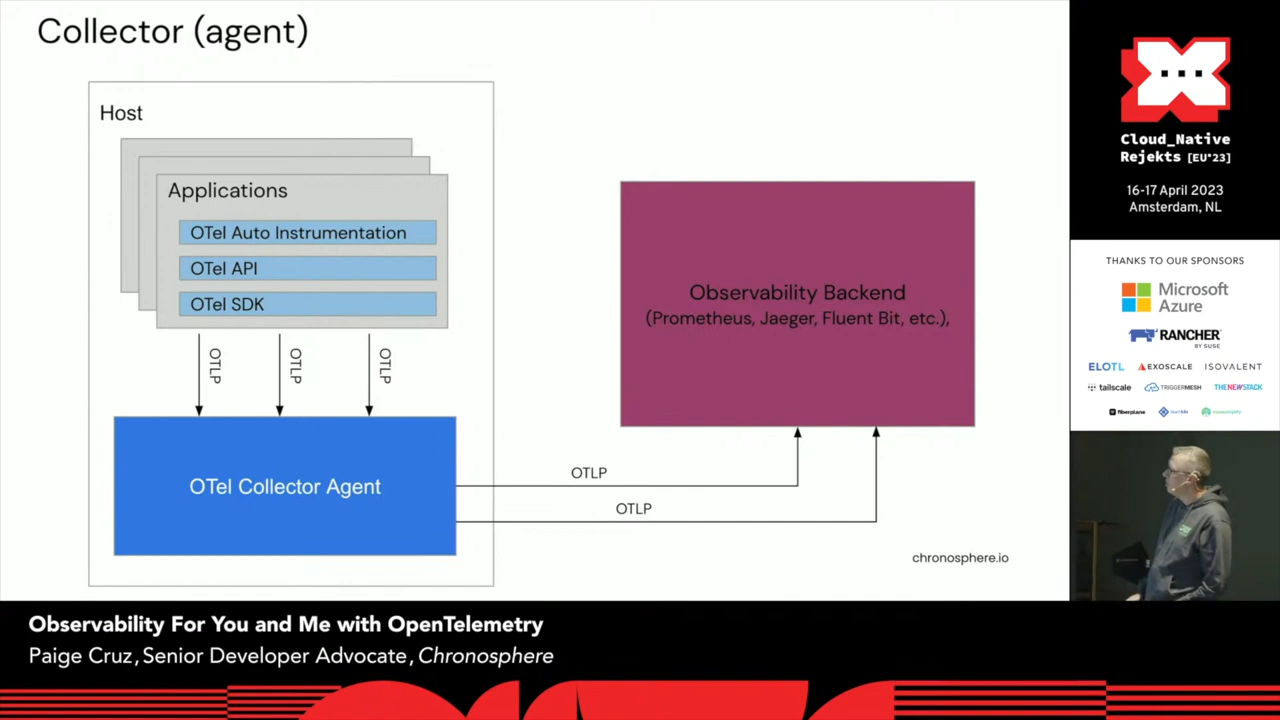 Collector (agent)
Host
Applications
OTel Auto Instrumentation
OTel API
OTel SDK
OTLP
OTLP
OTLP
OTel Collector Agent
Observability Backend
(Prometheus, Jaeger, Fluent Bit, etc.),
OTLP
OTLP
chronosphere.io
Cloud_Native
Rejekts [EU'23]
16-17 April 2023
Amsterdam, NL
THANKS TO OUR SPONSORS
Microsoft
Azure
RANCHER
BY SUSE
ELOTL EXOSCALE ISOVALENT
tailscale TRIGGERMESH THENEWSTACK
fiberplane
Observability For You and Me with OpenTelemetry
Paige Cruz, Senior Developer Advocate, Chronosphere